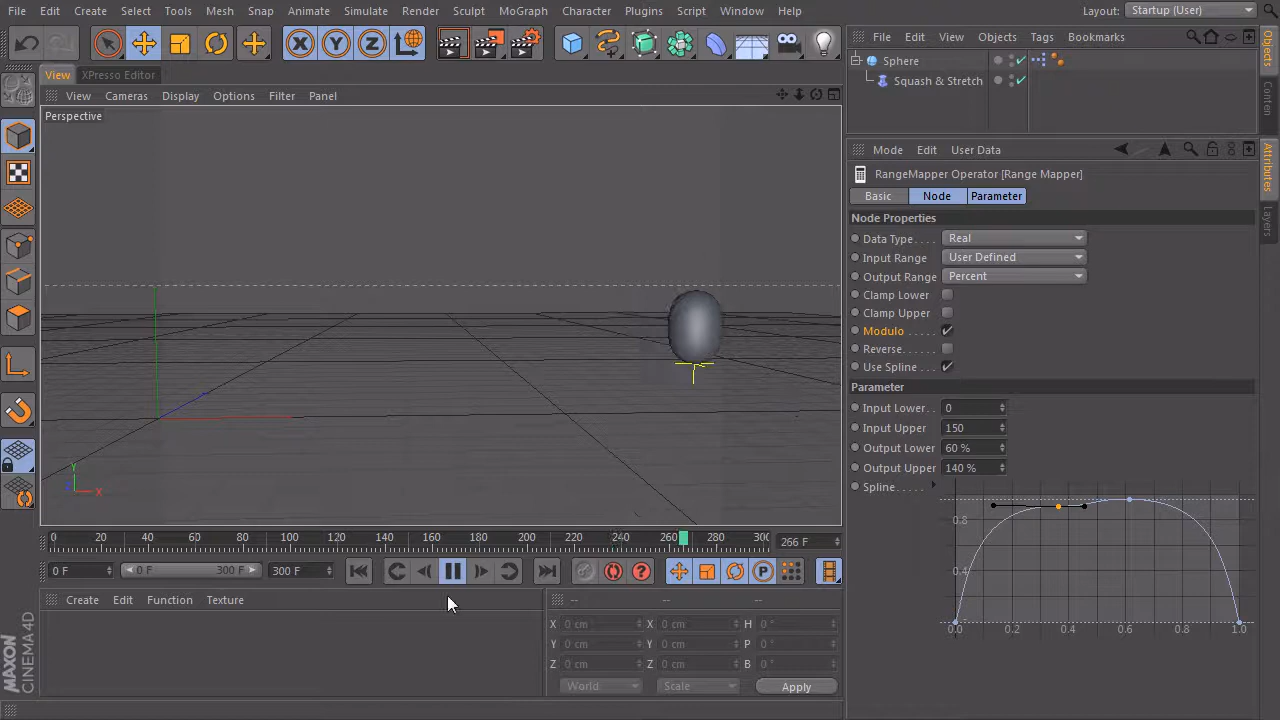 File Edit Create Select Tools Mesh Snap Animate Simulate Render Sculpt MoGraph Character Plugins Script Window Help Layout: Startup (User)
File Edit View Objects Tags Bookmarks
Sphere
Squash & Stretch
View XPresso Editor
View Cameras Display Options Filter Panel
Perspective
Y
Z X
Objects
Conten
Attributes
Layers
Mode Edit User Data
RangeMapper Operator [Range Mapper]
Basic Node Parameter
Node Properties
Data Type.... Real
Input Range User Defined
Output Range Percent
Clamp Lower
Clamp Upper
Modulo .....
Reverse.....
Use Spline .
Parameter
Input Lower.. 0
Input Upper 150
Output Lower 60 %
Output Upper 140 %
Spline....
0.8
0.4
0.0 0.2 0.4 0.6 0.8 1.0
0 20 40 60 80 100 120 140 160 180 200 220 240 260 280 300 266 F
0 F 0 F 300 F 300 F
Create Edit Function Texture
-- -- --
X 0 cm X 0 cm H 0 °
Y 0 cm Y 0 cm P 0 °
Z 0 cm Z 0 cm B 0 °
World Scale Apply
MAXON
CINEMA 4D